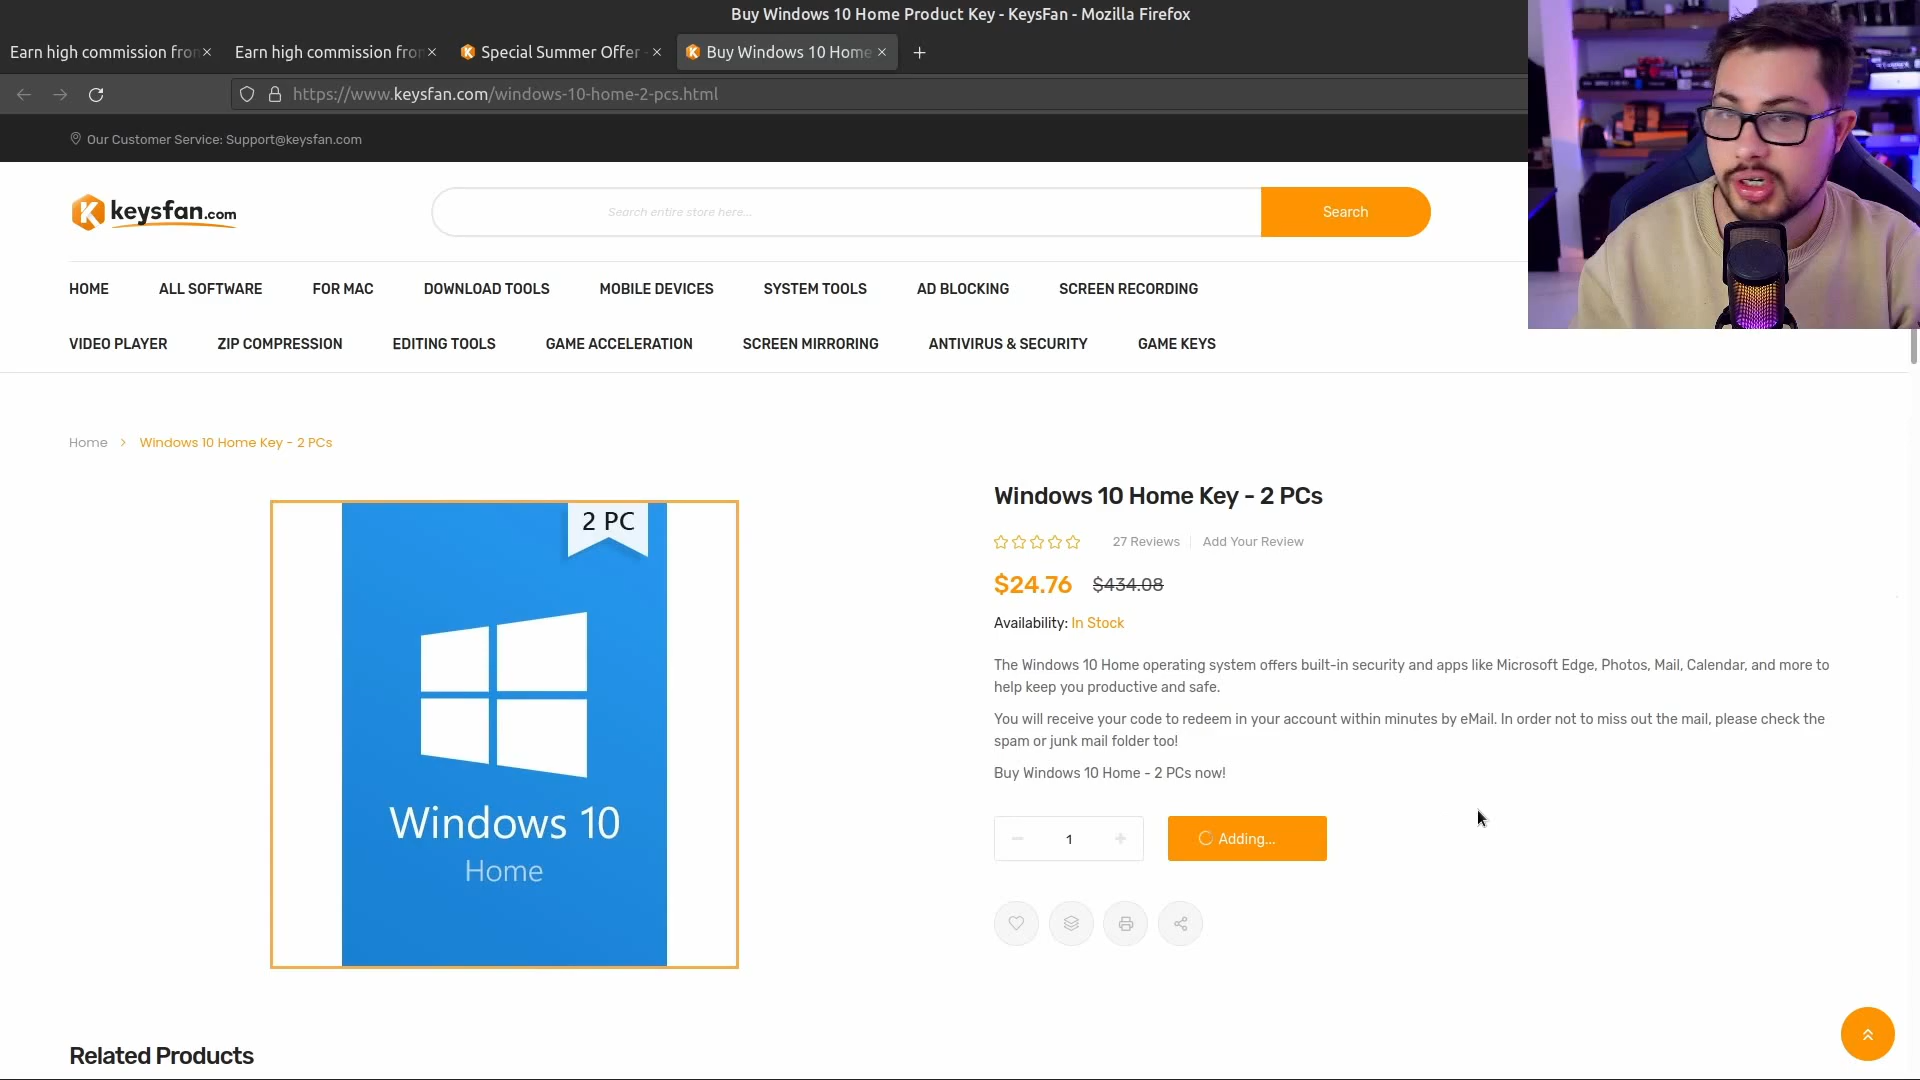 Buy Windows 10 Home Product Key - KeysFan - Mozilla Firefox
Earn high commission fro
Earn high commission fro
Special Summer Offer
Buy Windows 10 Home
https://www.keysfan.com/windows-10-home-2-pcs.html
Our Customer Service: Support@keysfan.com
keysfan.com
Search entire store here...
Search
HOME ALL SOFTWARE FOR MAC DOWNLOAD TOOLS MOBILE DEVICES SYSTEM TOOLS AD BLOCKING SCREEN RECORDING
VIDEO PLAYER ZIP COMPRESSION EDITING TOOLS GAME ACCELERATION SCREEN MIRRORING ANTIVIRUS & SECURITY GAME KEYS
Home > Windows 10 Home Key - 2 PCs
2 PC
Windows 10
Home
Windows 10 Home Key - 2 PCs
27 Reviews | Add Your Review
$24.76 $434.08
Availability: In Stock
The Windows 10 Home operating system offers built-in security and apps like Microsoft Edge, Photos, Mail, Calendar, and more to
help keep you productive and safe.
You will receive your code to redeem in your account within minutes by eMail. In order not to miss out the mail, please check the
spam or junk mail folder too!
Buy Windows 10 Home - 2 PCs now!
1
Adding...
Related Products